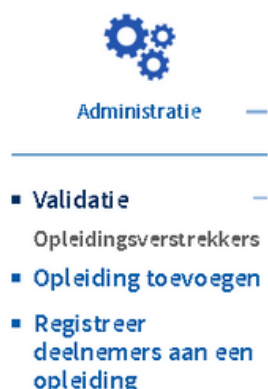 Administratie
Validatie
Opleidingsverstrekkers
Opleiding toevoegen
Registreer
deelnemers aan een
opleiding